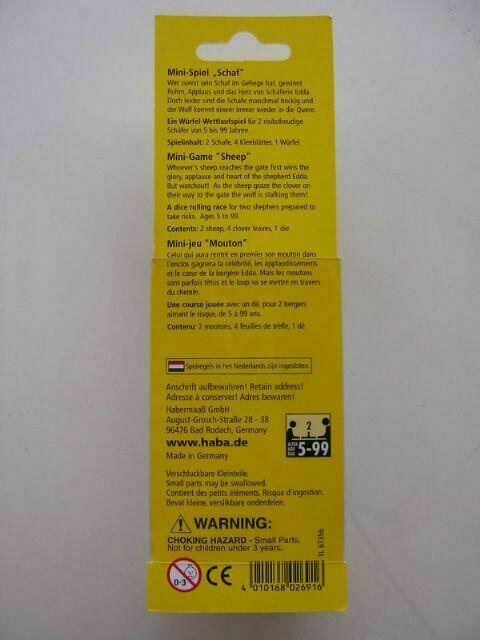 Mini-Spiel „Schaf"
Wer zuerst sein Schaf im Gehege hat, gewinnt
Ruhm, Applaus und das Herz von Schäferin Edda.
Doch leider sind die Schafe manchmal bockig und
der Wolf kommt einem immer wieder in die Quere.
Ein Würfel-Wettlaufspiel für 2 risikofreudige
Schäfer von 5 bis 99 Jahren.
Spielinhalt: 2 Schafe, 4 Kleeblätter, 1 Würfel
Mini-Game "Sheep"
Whoever's sheep reaches the gate first wins the
glory, applause and heart of the shepherd Edda.
But watchout! As the sheep graze the clover on
their way to the gate the wolf is stalking them!
A dice rolling race for two shephers prepared to
take risks. Ages 5 to 99.
Contents: 2 sheep, 4 clover leaves, 1 die
Mini-jeu "Mouton"
Celui qui aura rentré en premier son mouton dans
l'enclos gagnera la célébrité, les applaudissements
et le cœur de la bergère Edda. Mais les moutons
sont parfois têtus et le loup va se mettre en travers
du chemin.
Une course jouée avec un dé, pour 2 bergers
aimant le risque, de 5 à 99 ans.
Contenu: 2 moutons, 4 feuilles de trèfle, 1 dé
Spelregels in het Nederlands zijn ingesloten.
Anschrift aufbewahren! Retain address!
Adresse à conserver! Adres bewaren!
Habermaaß GmbH
August-Grosch-Straße 28 - 38
96476 Bad Rodach, Germany
www.haba.de
Made in Germany
2
ALTER
AGE
ÂGE
5-99
Verschluckbare Kleinteile.
Small parts may be swallowed.
Contient des petits éléments. Risque d'ingestion.
Bevat kleine, verslikbare onderdelen.
WARNING:
CHOKING HAZARD - Small Parts.
Not for children under 3 years.
TL 67356
0-3
CE
4 010168 026916